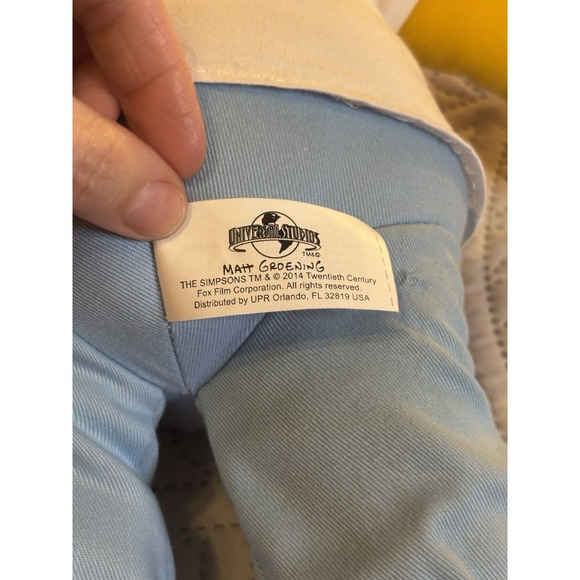 UNIVERSAL STUDIOS
TM&©
MATT GROENING
THE SIMPSONS TM & © 2014 Twentieth Century
Fox Film Corporation. All rights reserved.
Distributed by UPR Orlando, FL 32819 USA